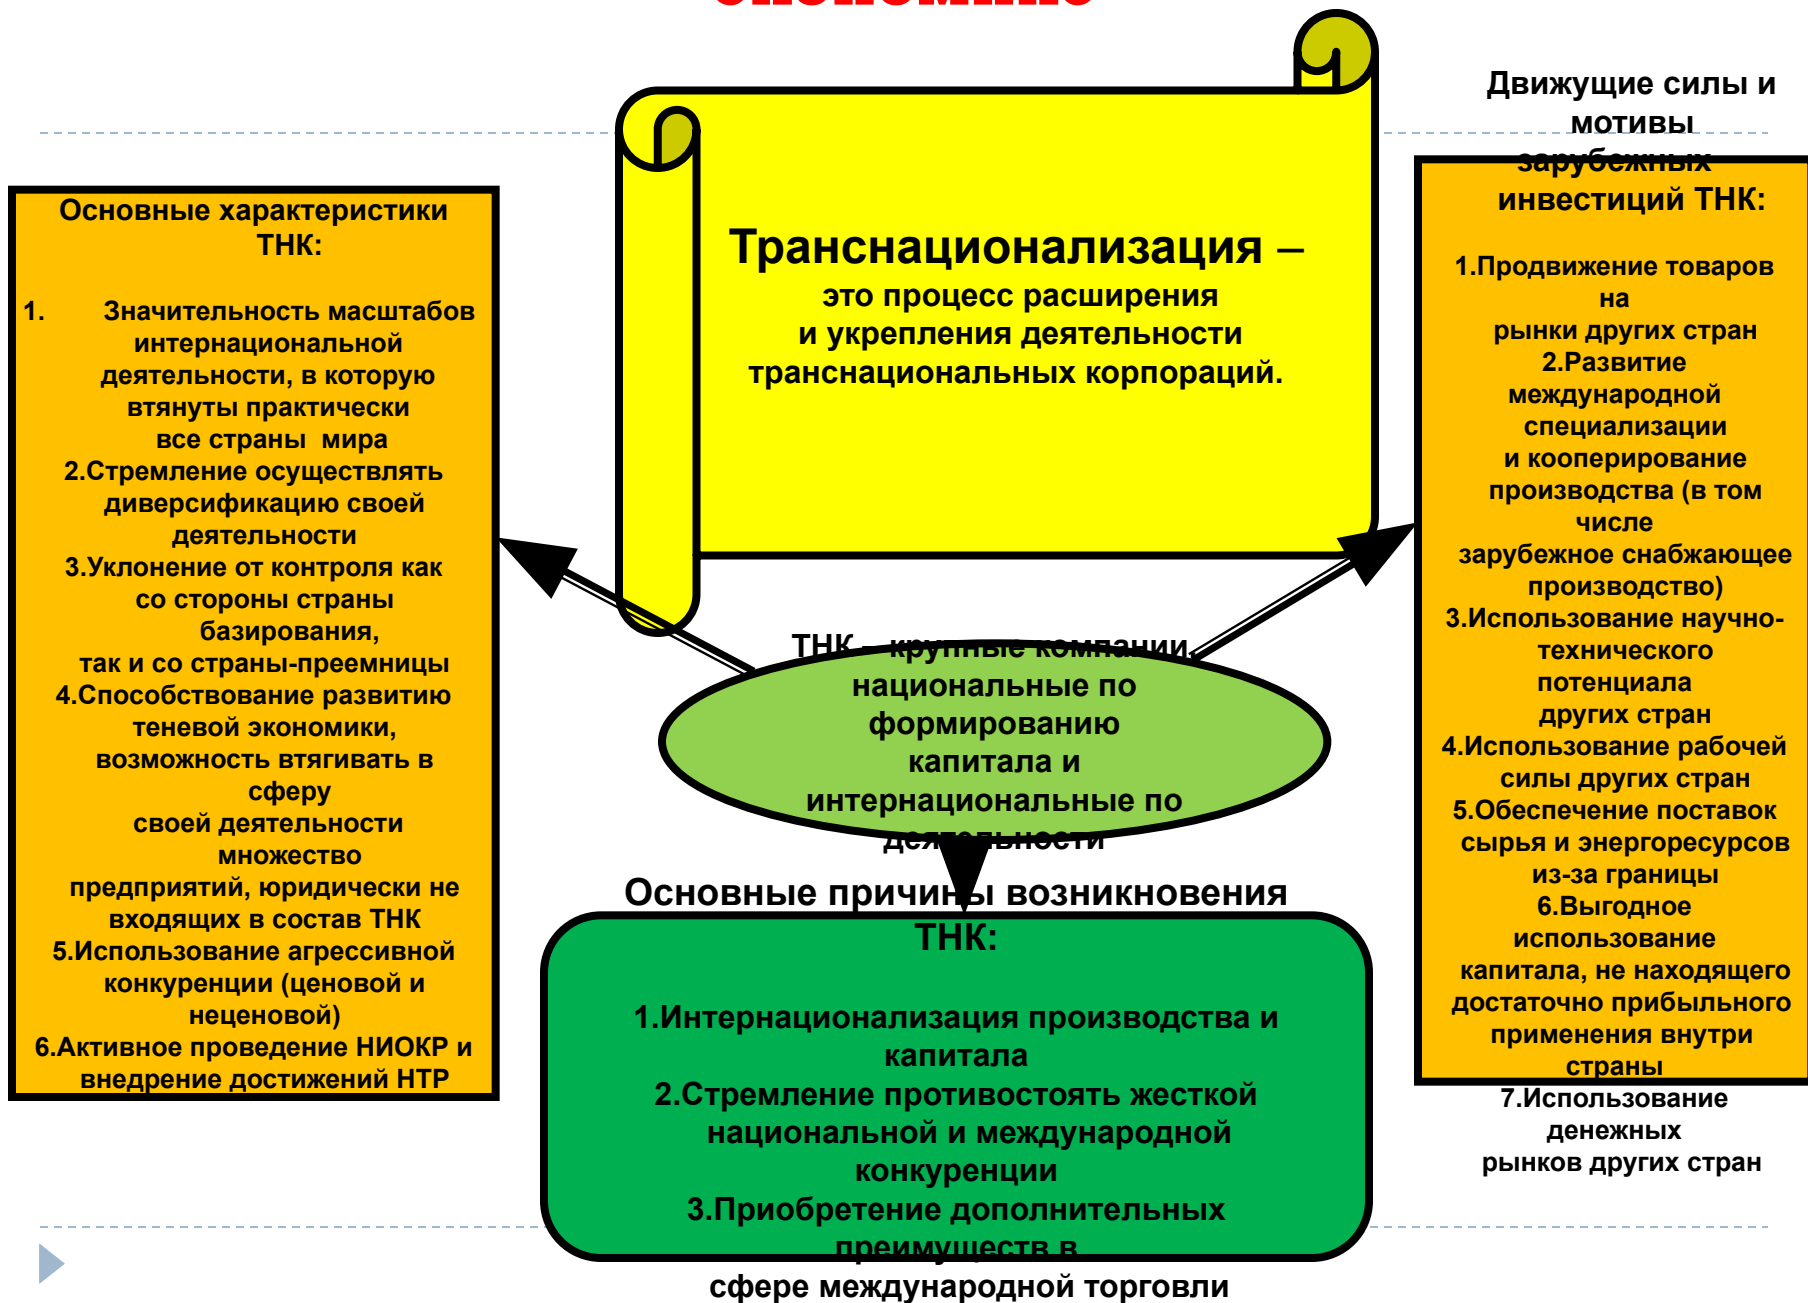 Транснационализация –
это процесс расширения
и укрепления деятельности
транснациональных корпораций.
Основные характеристики
ТНК:
1. Значительность масштабов
интернациональной
деятельности, в которую
втянуты практически
все страны мира
2.Стремление осуществлять
диверсификацию своей
деятельности
3.Уклонение от контроля как
со стороны страны
базирования,
так и со страны-преемницы
4.Способствование развитию
теневой экономики,
возможность втягивать в
сферу
своей деятельности
множество
предприятий, юридически не
входящих в состав ТНК
5.Использование агрессивной
конкуренции (ценовой и
неценовой)
6.Активное проведение НИОКР и
внедрение достижений НТР
ТНК – крупные компании,
национальные по
формированию
капитала и
интернациональные по
деятельности
Основные причины возникновения
ТНК:
1.Интернационализация производства и
капитала
2.Стремление противостоять жесткой
национальной и международной
конкуренции
3.Приобретение дополнительных
преимуществ в
сфере международной торговли
Движущие силы и
мотивы
зарубежных
инвестиций ТНК:
1.Продвижение товаров
на
рынки других стран
2.Развитие
международной
специализации
и кооперирование
производства (в том
числе
зарубежное снабжающее
производство)
3.Использование научно-
технического
потенциала
других стран
4.Использование рабочей
силы других стран
5.Обеспечение поставок
сырья и энергоресурсов
из-за границы
6.Выгодное
использование
капитала, не находящего
достаточно прибыльного
применения внутри
страны
7.Использование
денежных
рынков других стран